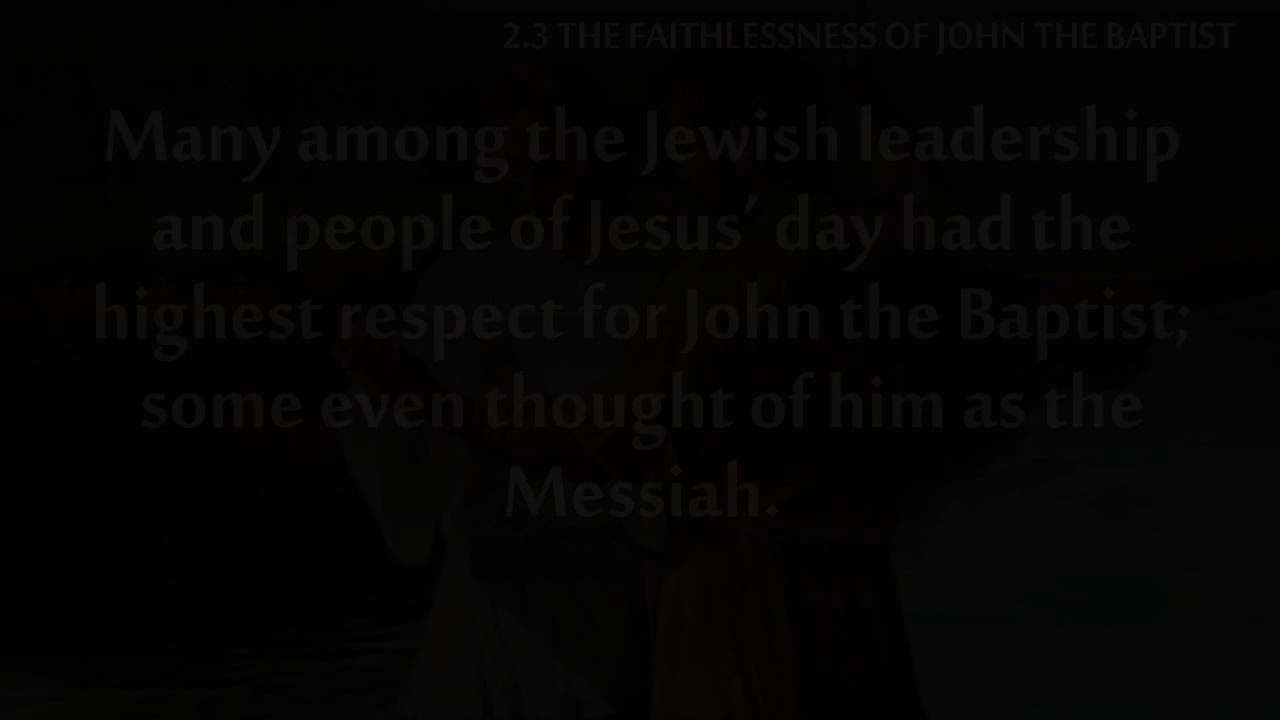 2.3 THE FAITHLESSNESS OF JOHN THE BAPTIST
Many among the Jewish leadership
and people of Jesus’ day had the
highest respect for John the Baptist;
some even thought of him as the
Messiah.